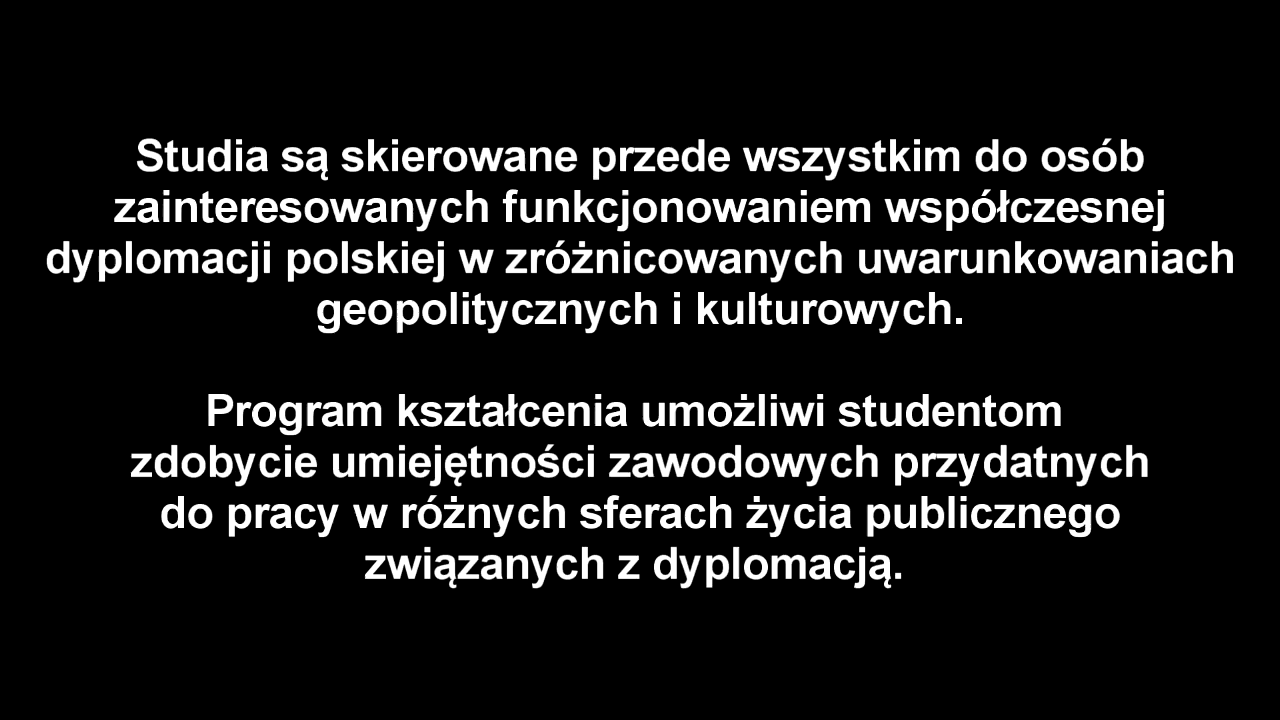 Studia są skierowane przede wszystkim do osób
zainteresowanych funkcjonowaniem współczesnej
dyplomacji polskiej w zróżnicowanych uwarunkowaniach
geopolitycznych i kulturowych.
Program kształcenia umożliwi studentom
zdobycie umiejętności zawodowych przydatnych
do pracy w różnych sferach życia publicznego
związanych z dyplomacją.